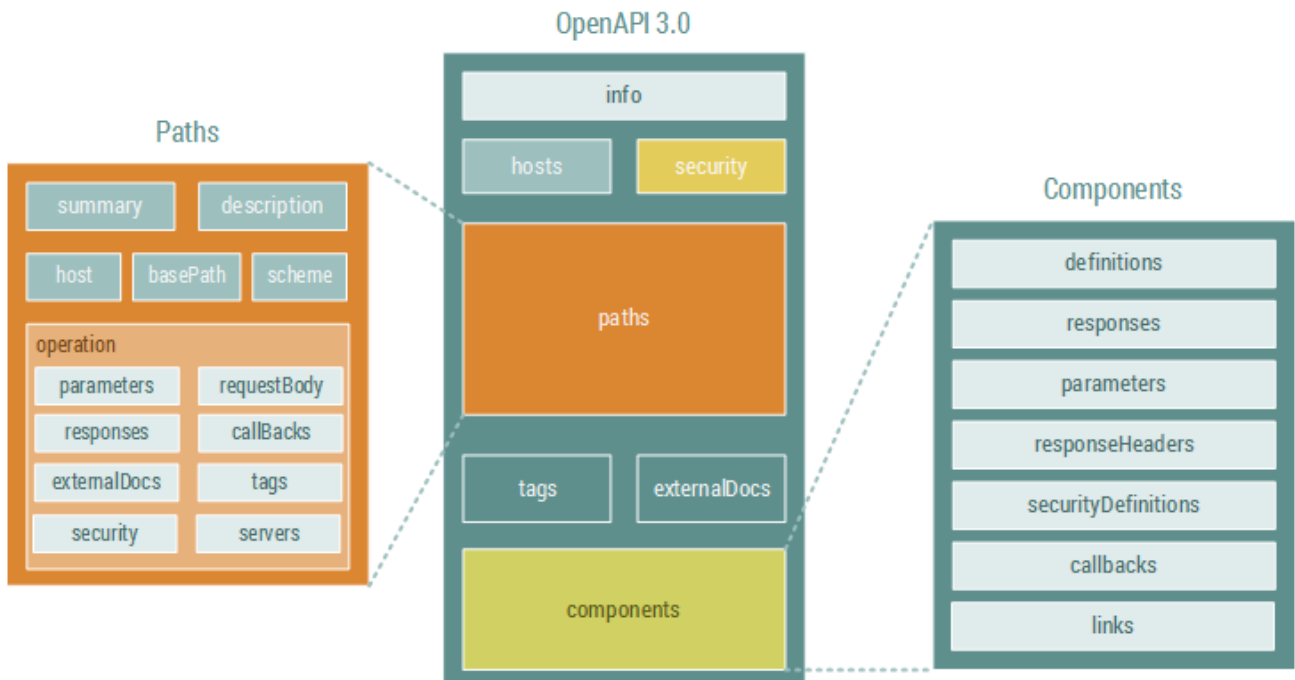 OpenAPI 3.0
info
hosts
security
paths
tags
externalDocs
components
Paths
summary
description
host
basePath
scheme
operation
parameters
requestBody
responses
callBacks
externalDocs
tags
security
servers
Components
definitions
responses
parameters
responseHeaders
securityDefinitions
callbacks
links